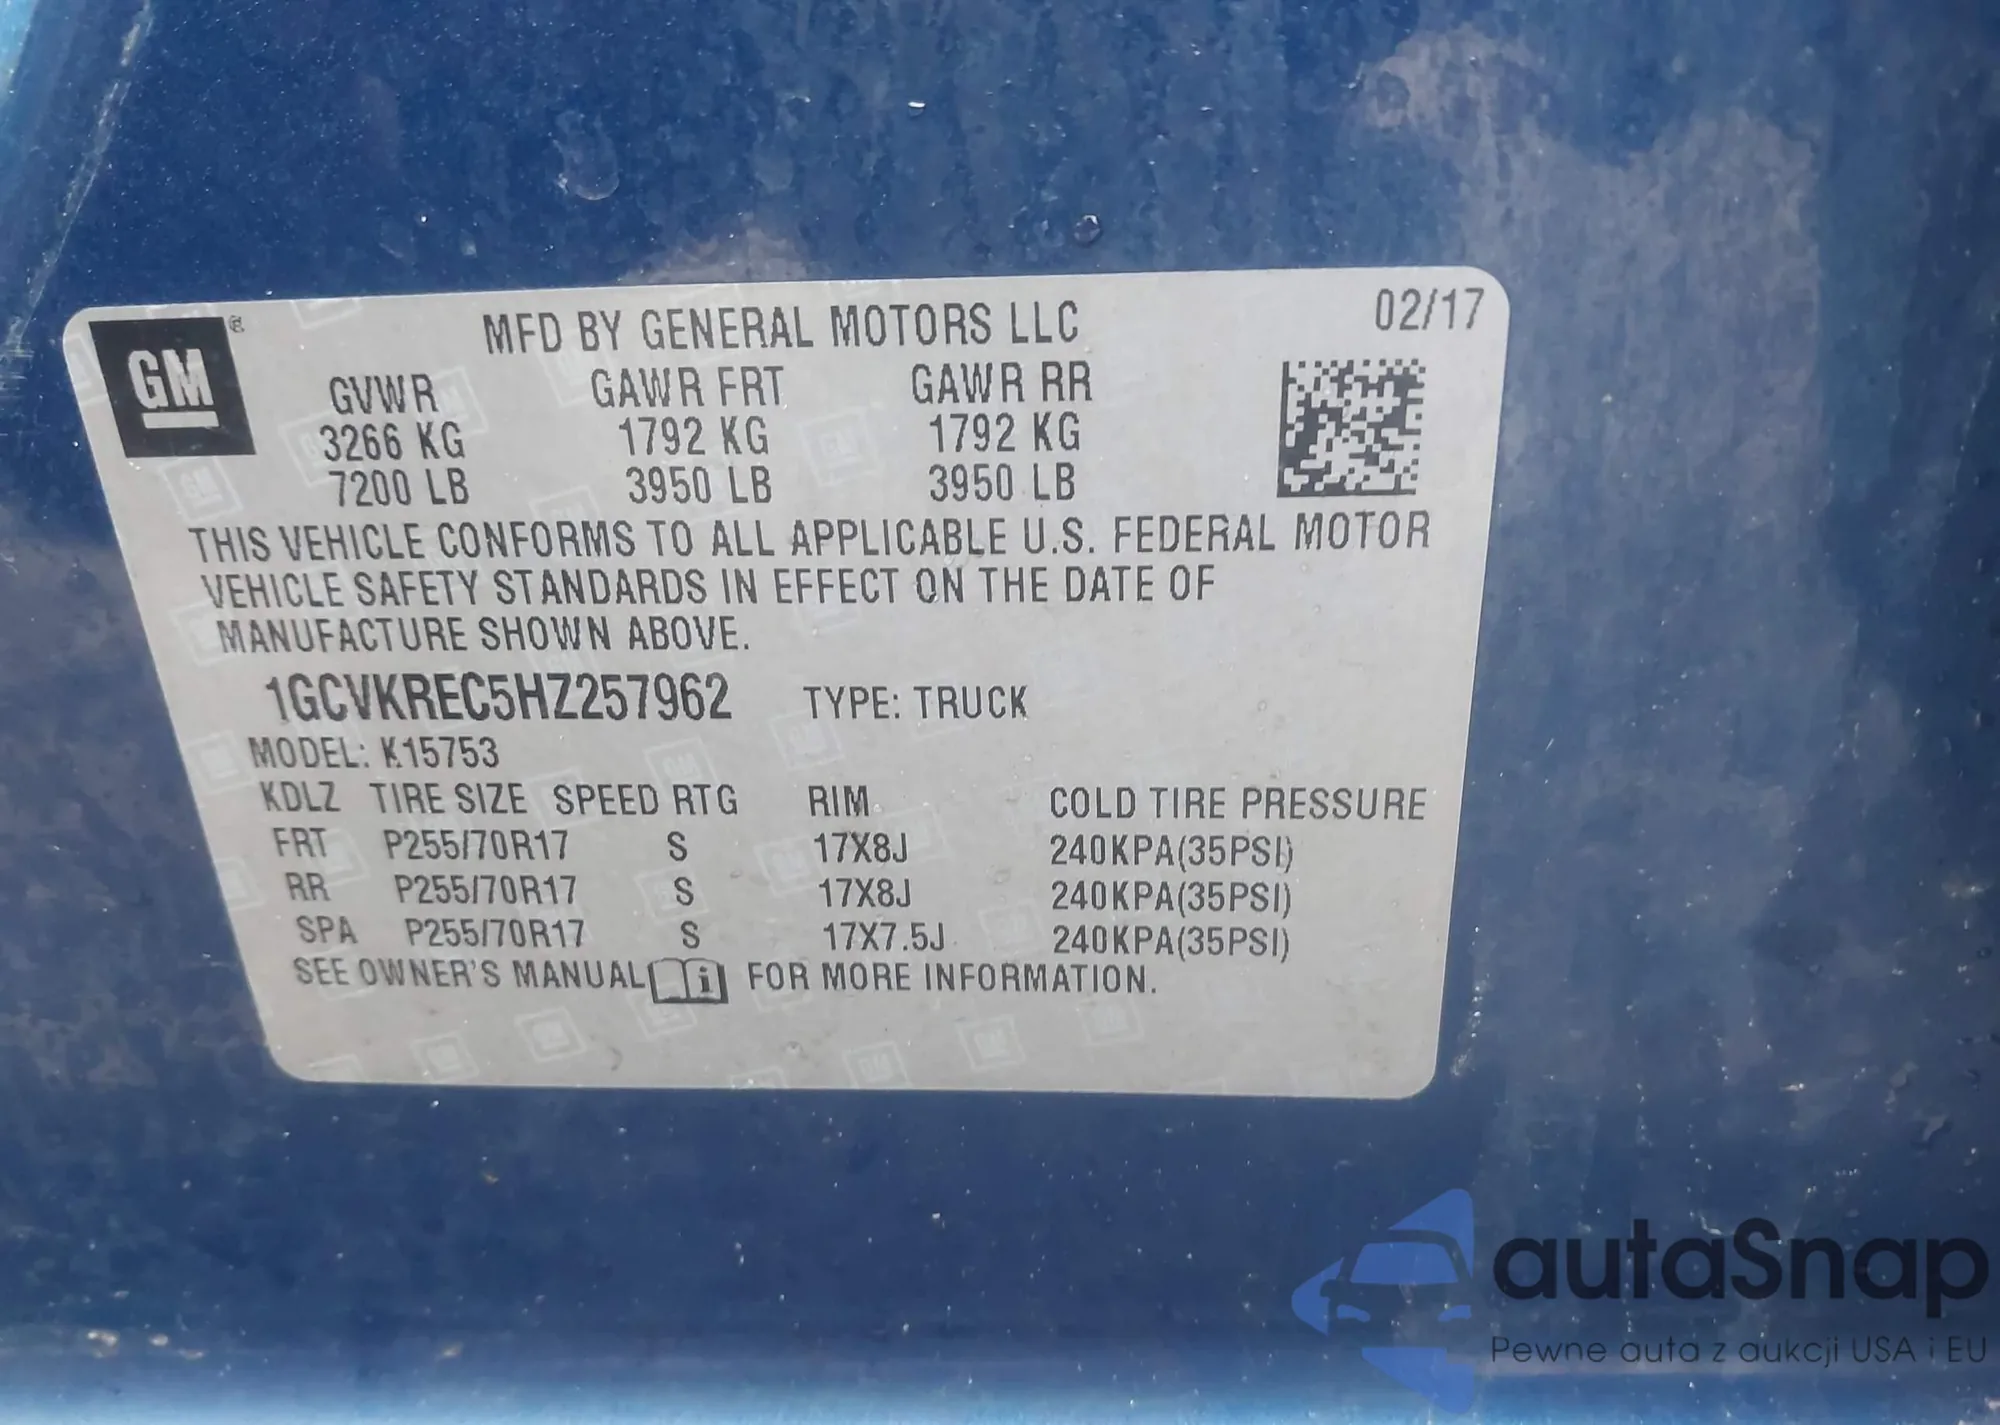 GM ®
MFD BY GENERAL MOTORS LLC 02/17
GVWR GAWR FRT GAWR RR
3266 KG 1792 KG 1792 KG
7200 LB 3950 LB 3950 LB
THIS VEHICLE CONFORMS TO ALL APPLICABLE U.S. FEDERAL MOTOR
VEHICLE SAFETY STANDARDS IN EFFECT ON THE DATE OF
MANUFACTURE SHOWN ABOVE.
1GCVKREC5HZ257962 TYPE: TRUCK
MODEL: K15753
KDLZ TIRE SIZE SPEED RTG RIM COLD TIRE PRESSURE
FRT P255/70R17 S 17X8J 240KPA(35PSI)
RR P255/70R17 S 17X8J 240KPA(35PSI)
SPA P255/70R17 S 17X7.5J 240KPA(35PSI)
SEE OWNER'S MANUAL i FOR MORE INFORMATION.
autaSnap
Pewne auta z aukcji USA i EU